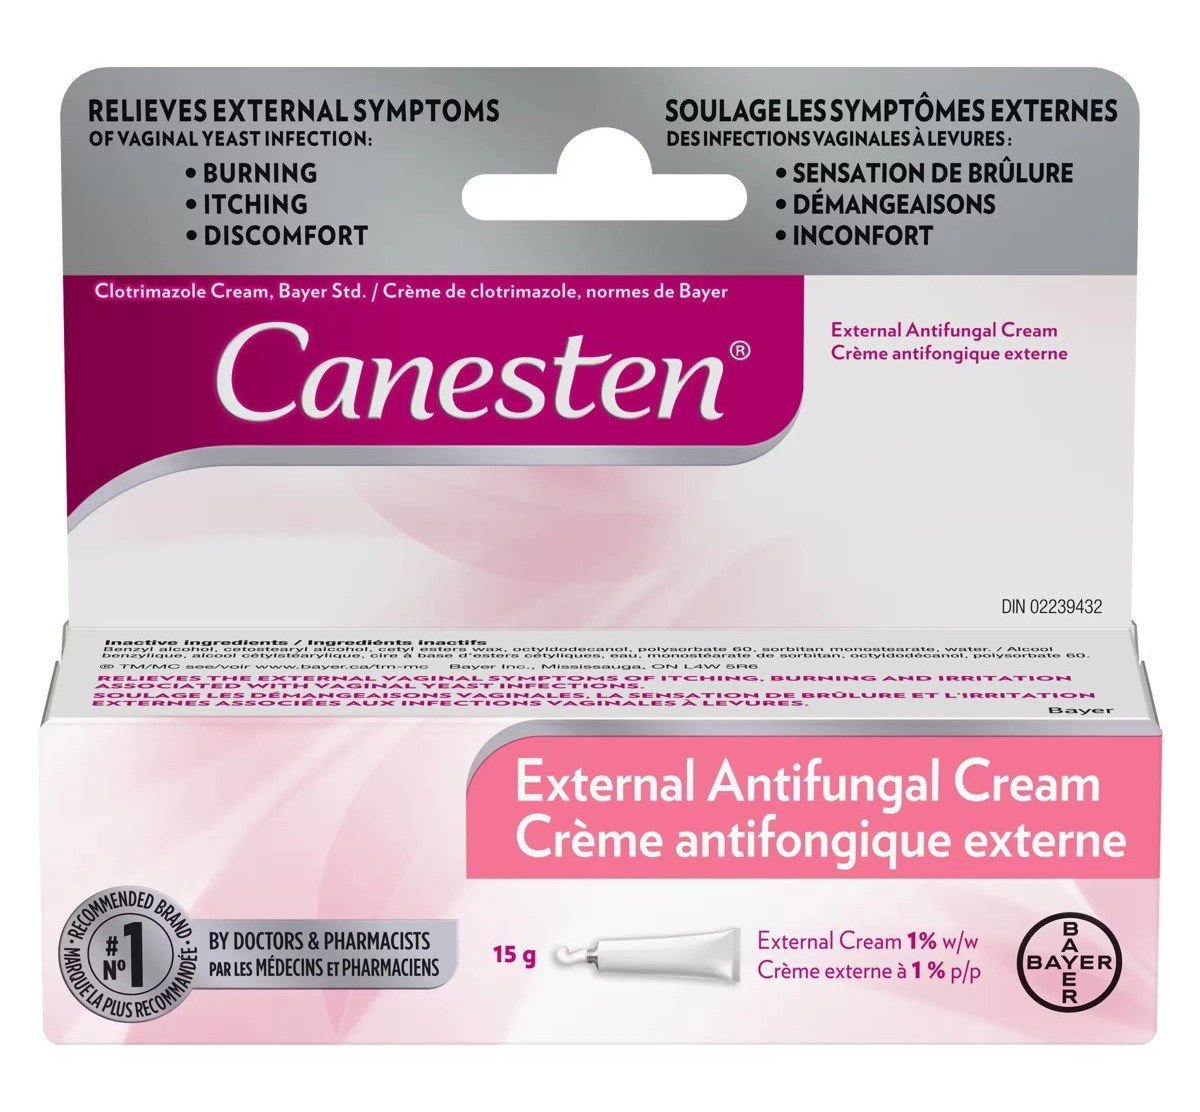 RELIEVES EXTERNAL SYMPTOMS
OF VAGINAL YEAST INFECTION:
• BURNING
• ITCHING
• DISCOMFORT
SOULAGE LES SYMPTÔMES EXTERNES
DES INFECTIONS VAGINALES À LEVURES:
• SENSATION DE BRÛLURE
• DÉMANGEAISONS
• INCONFORT
Clotrimazole Cream, Bayer Std. / Crème de clotrimazole, normes de Bayer
Canesten®
External Antifungal Cream
Crème antifongique externe
DIN 02239432
Inactive ingredients / Ingrédients inactifs
Benzyl alcohol, cetostearyl alcohol, cetyl esters wax, octyldodecanol, polysorbate 60, sorbitan monostearate, water. / Alcool
benzylique, alcool cétylstéarylique, cire à base d'esters cétyliques, eau, monostéarate de sorbitan, octyldodécanol, polysorbate 60.
® TM/MC see/voir www.bayer.ca/tm-mc Bayer Inc., Mississauga, ON L4W 5R6
RELIEVES THE EXTERNAL VAGINAL SYMPTOMS OF ITCHING, BURNING AND IRRITATION
ASSOCIATED WITH VAGINAL YEAST INFECTIONS.
SOULAGE LES DÉMANGEAISONS VAGINALES, LA SENSATION DE BRÛLURE ET L'IRRITATION
EXTERNES ASSOCIÉES AUX INFECTIONS VAGINALES À LEVURES.
Bayer
External Antifungal Cream
Crème antifongique externe
• RECOMMENDED BRAND •
#1
Nº
MARQUE LA PLUS RECOMMANDÉE
BY DOCTORS & PHARMACISTS
PAR LES MÉDECINS ET PHARMACIENS
15 g
External Cream 1% w/w
Crème externe à 1 % p/p
BAYER
BAYER